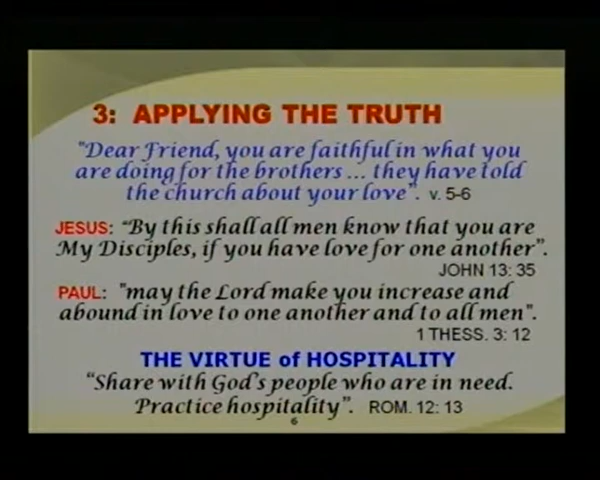 3: APPLYING THE TRUTH
"Dear Friend, you are faithful in what you
are doing for the brothers ... they have told
the church about your love". v. 5-6
JESUS: "By this shall all men know that you are
My Disciples, if you have love for one another".
JOHN 13: 35
PAUL: "may the Lord make you increase and
abound in love to one another and to all men".
1 THESS. 3: 12
THE VIRTUE of HOSPITALITY
"Share with God's people who are in need.
Practice hospitality". ROM. 12: 13
6